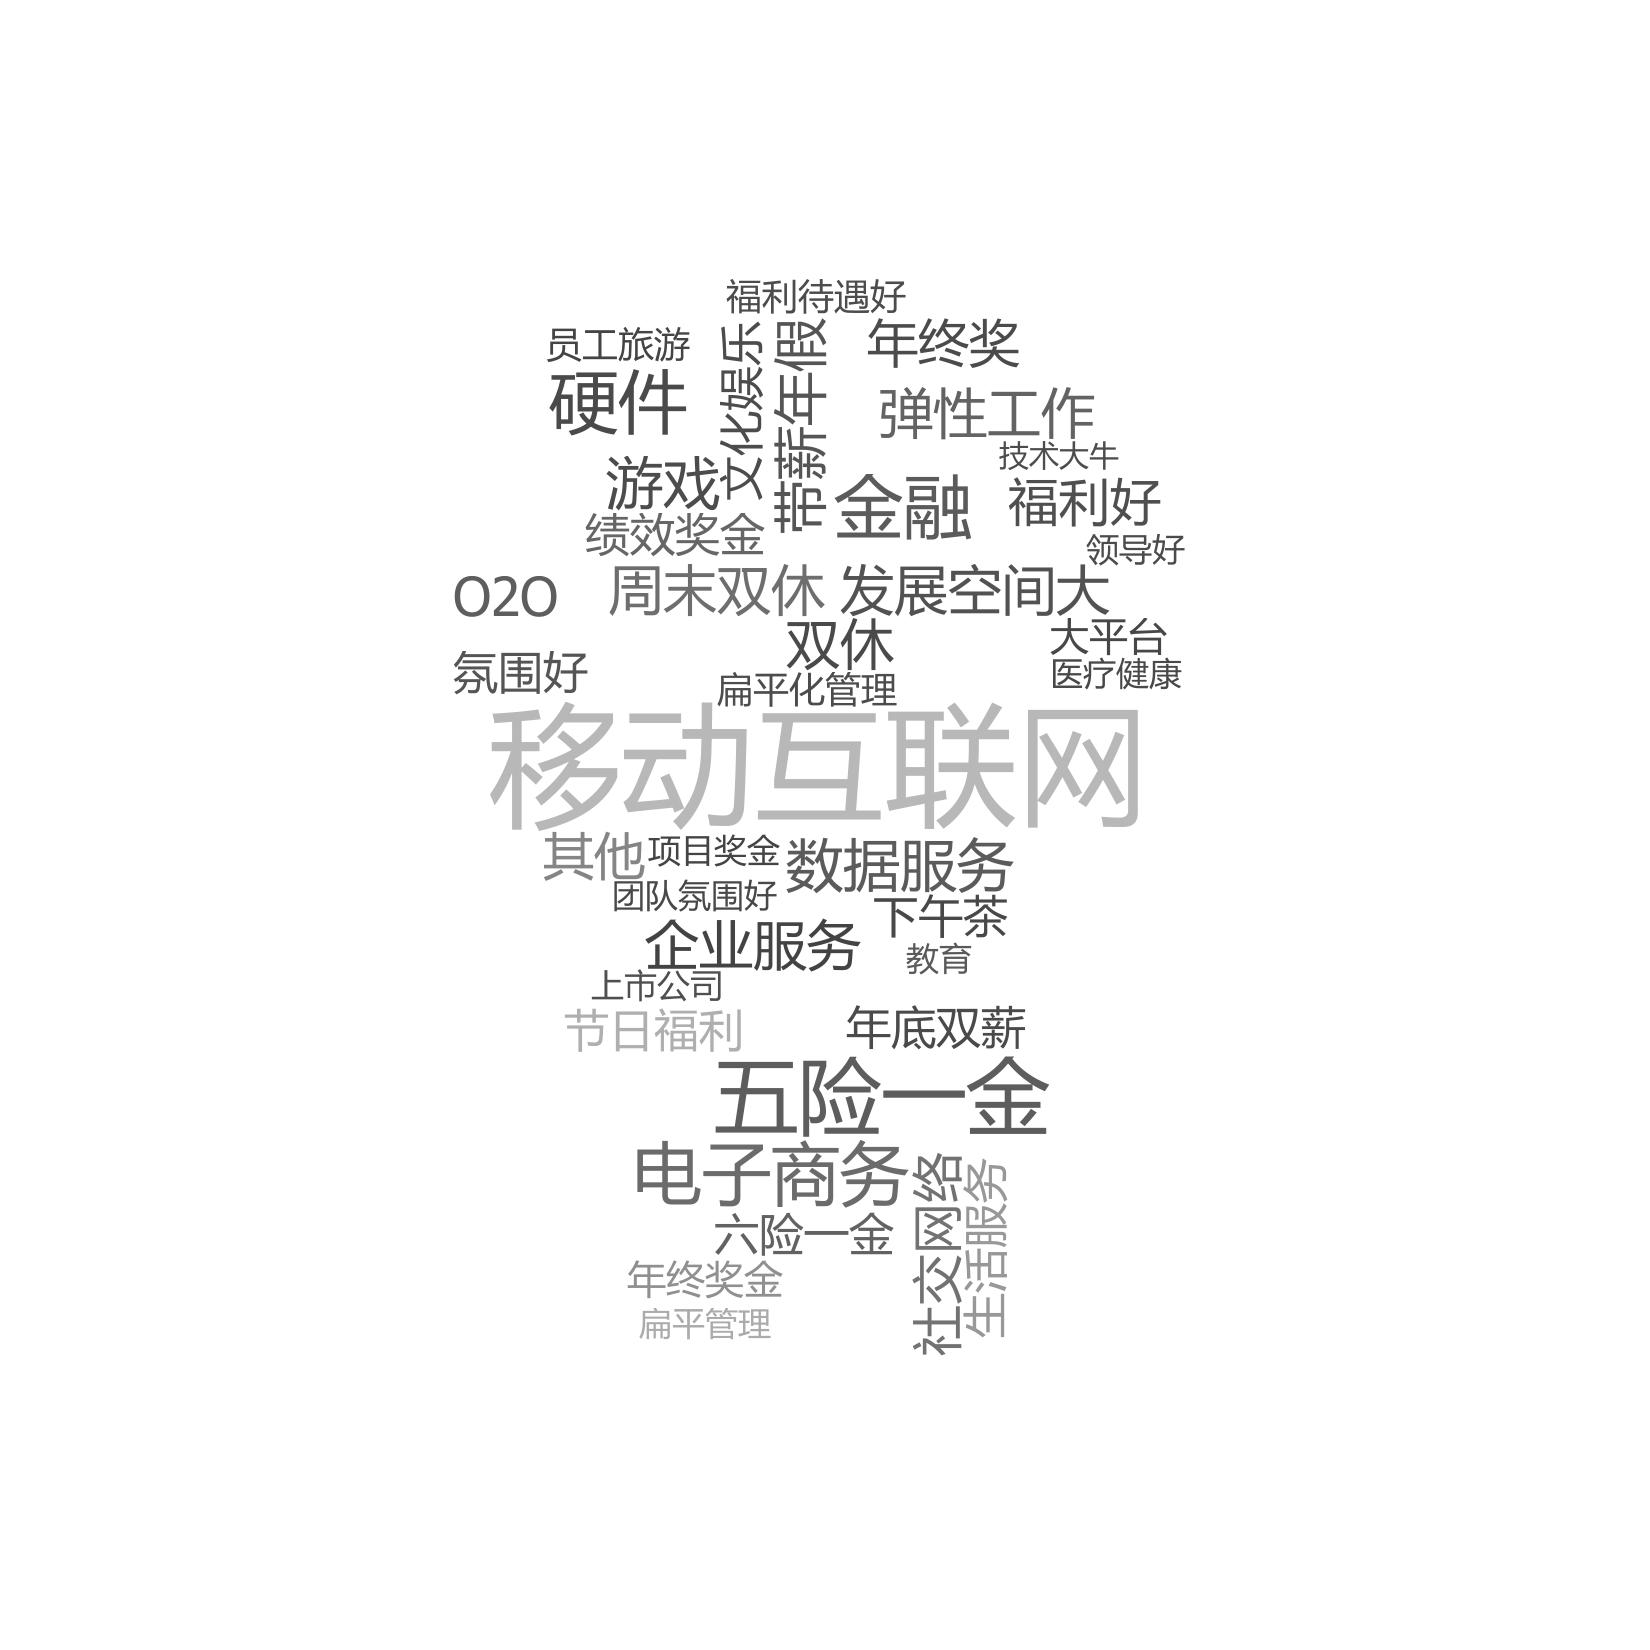 福利待遇好
员工旅游
文化娱乐
带薪年假
年终奖
硬件
弹性工作
技术大牛
游戏
金融
福利好
绩效奖金
领导好
O2O
周末双休
发展空间大
双休
大平台
氛围好
扁平化管理
医疗健康
移动互联网
其他
项目奖金
数据服务
团队氛围好
下午茶
企业服务
教育
上市公司
节日福利
年底双薪
五险一金
电子商务
社交网络
生活服务
六险一金
年终奖金
扁平管理